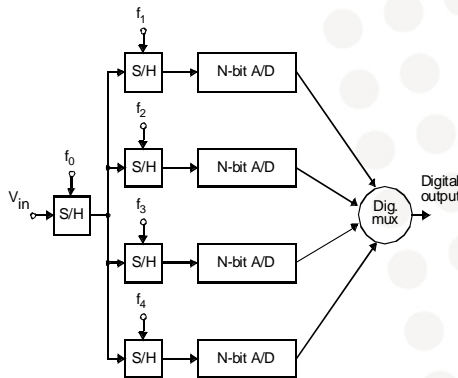 f1
S/H
N-bit A/D
f2
S/H
N-bit A/D
f0
Vin
S/H
Dig.
mux
Digital
output
f3
S/H
N-bit A/D
f4
S/H
N-bit A/D